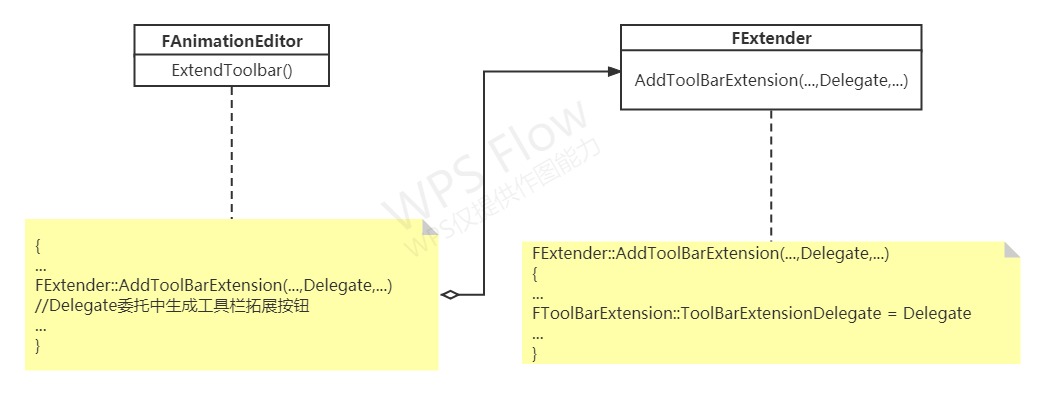 FAnimationEditor
ExtendToolbar()
FExtender
AddToolBarExtension(...,Delegate,...)
WPS Flow
WPS仅提供作图能力
{
...
FExtender::AddToolBarExtension(...,Delegate,...)
//Delegate委托中生成工具栏拓展按钮
...
}
FExtender::AddToolBarExtension(...,Delegate,...)
{
...
FToolBarExtension::ToolBarExtensionDelegate = Delegate
...
}